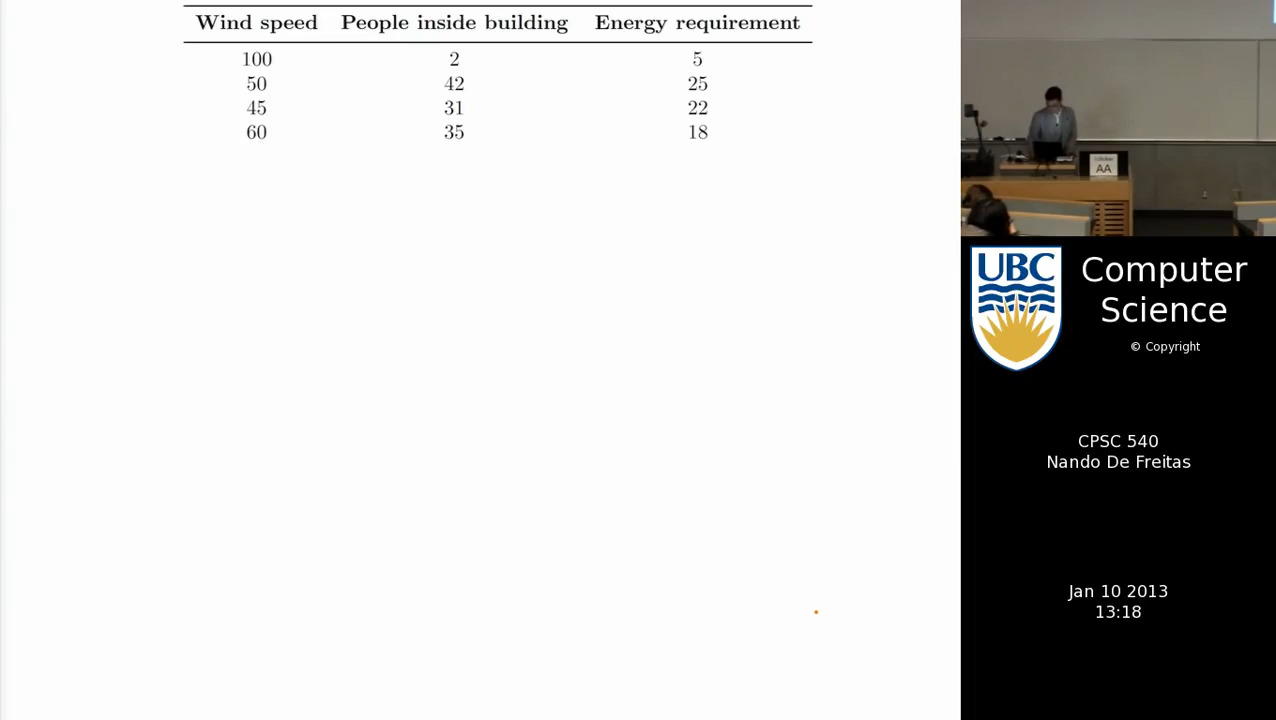 Wind speed People inside building Energy requirement
100 2 5
50 42 25
45 31 22
60 35 18
AA
UBC
Computer
Science
© Copyright
CPSC 540
Nando De Freitas
Jan 10 2013
13:18